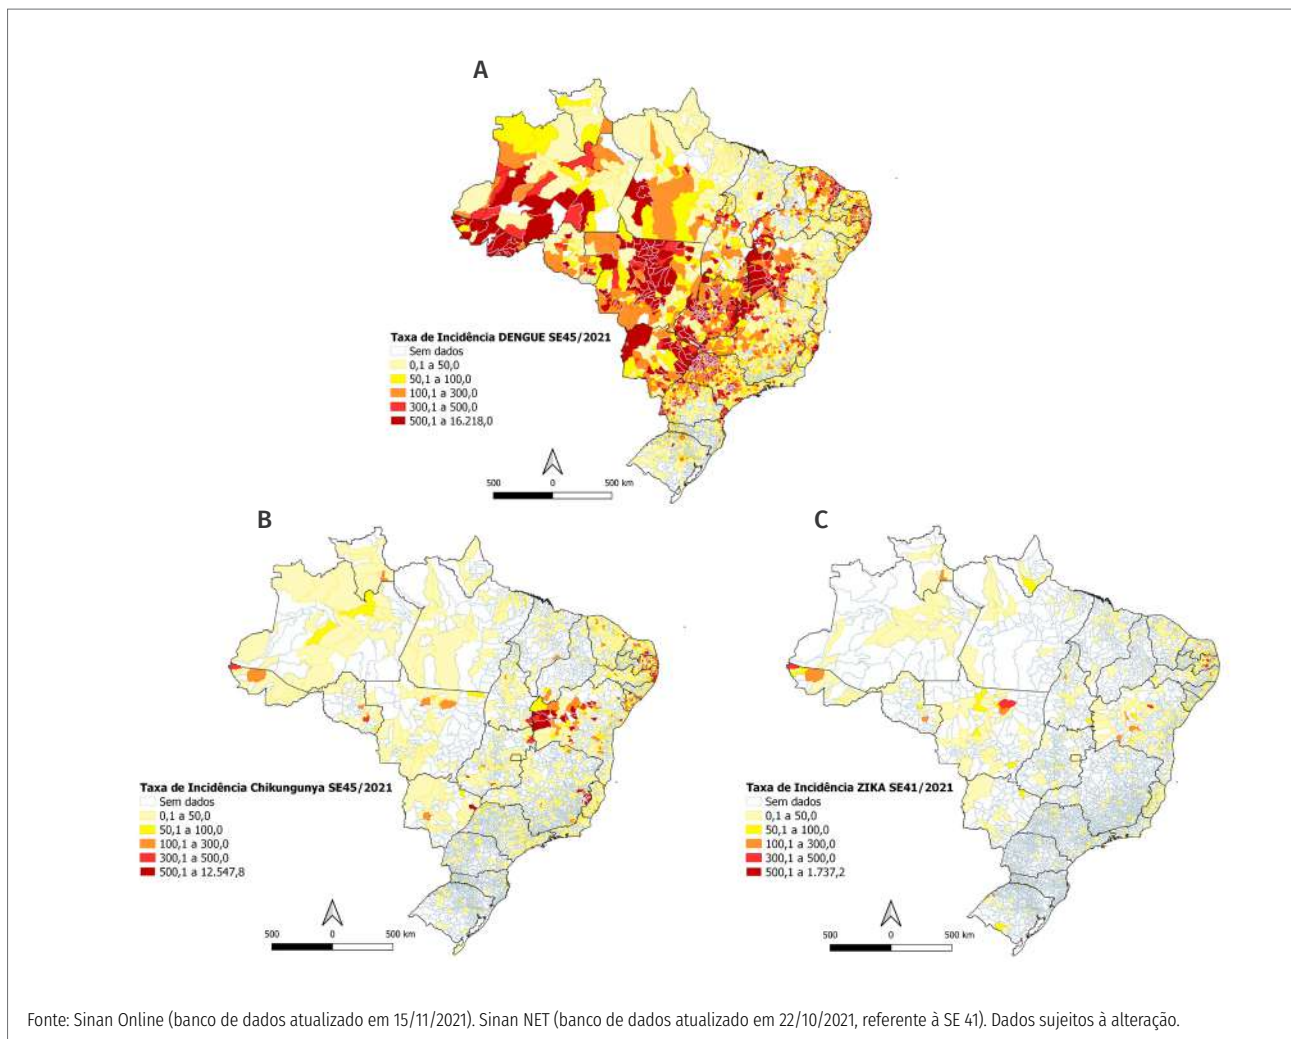 A
Taxa de Incidência DENGUE SE45/2021
Sem dados
0,1 a 50,0
50,1 a 100,0
100,1 a 300,0
300,1 a 500,0
500,1 a 16.218,0
500 0 500 km
B
Taxa de Incidência Chikungunya SE45/2021
Sem dados
0,1 a 50,0
50,1 a 100,0
100,1 a 300,0
300,1 a 500,0
500,1 a 12.547,8
500 0 500 km
C
Taxa de Incidência ZIKA SE41/2021
Sem dados
0,1 a 50,0
50,1 a 100,0
100,1 a 300,0
300,1 a 500,0
500,1 a 1.737,2
500 0 500 km
Fonte: Sinan Online (banco de dados atualizado em 15/11/2021). Sinan NET (banco de dados atualizado em 22/10/2021, referente à SE 41). Dados sujeitos à alteração.